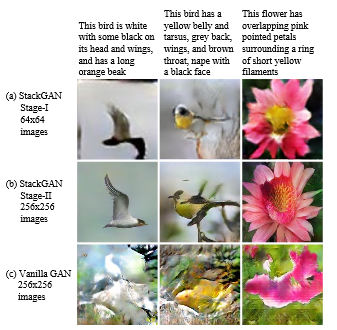 This bird is white
with some black on
its head and wings,
and has a long
orange beak
This bird has a
yellow belly and
tarsus, grey back,
wings, and brown
throat, nape with
a black face
This flower has
overlapping pink
pointed petals
surrounding a ring
of short yellow
filaments
(a) StackGAN
Stage-I
64x64
images
(b) StackGAN
Stage-II
256x256
images
(c) Vanilla GAN
256x256
images